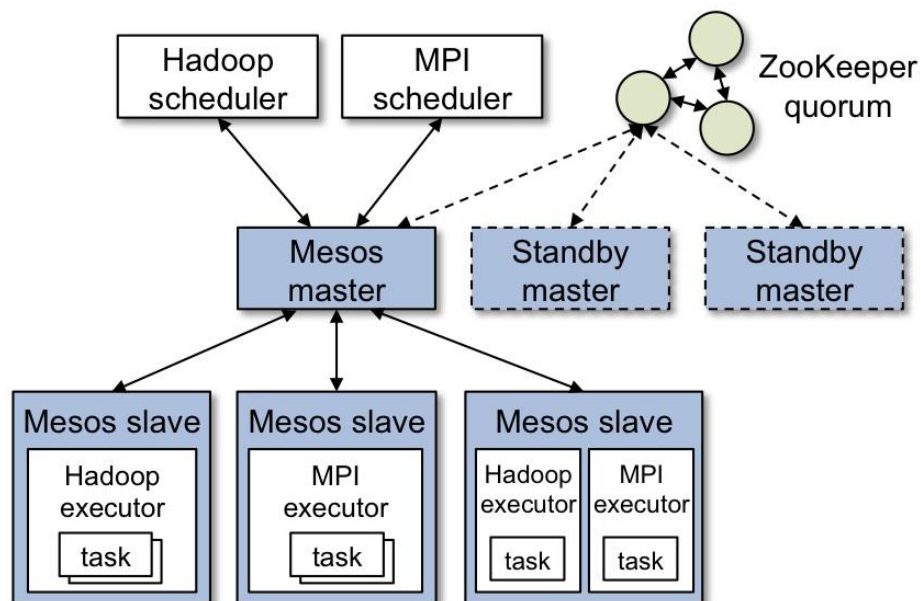 Hadoop
scheduler
MPI
scheduler
ZooKeeper
quorum
Mesos
master
Standby
master
Standby
master
Mesos slave
Hadoop
executor
task
Mesos slave
MPI
executor
task
Mesos slave
Hadoop
executor
task
MPI
executor
task